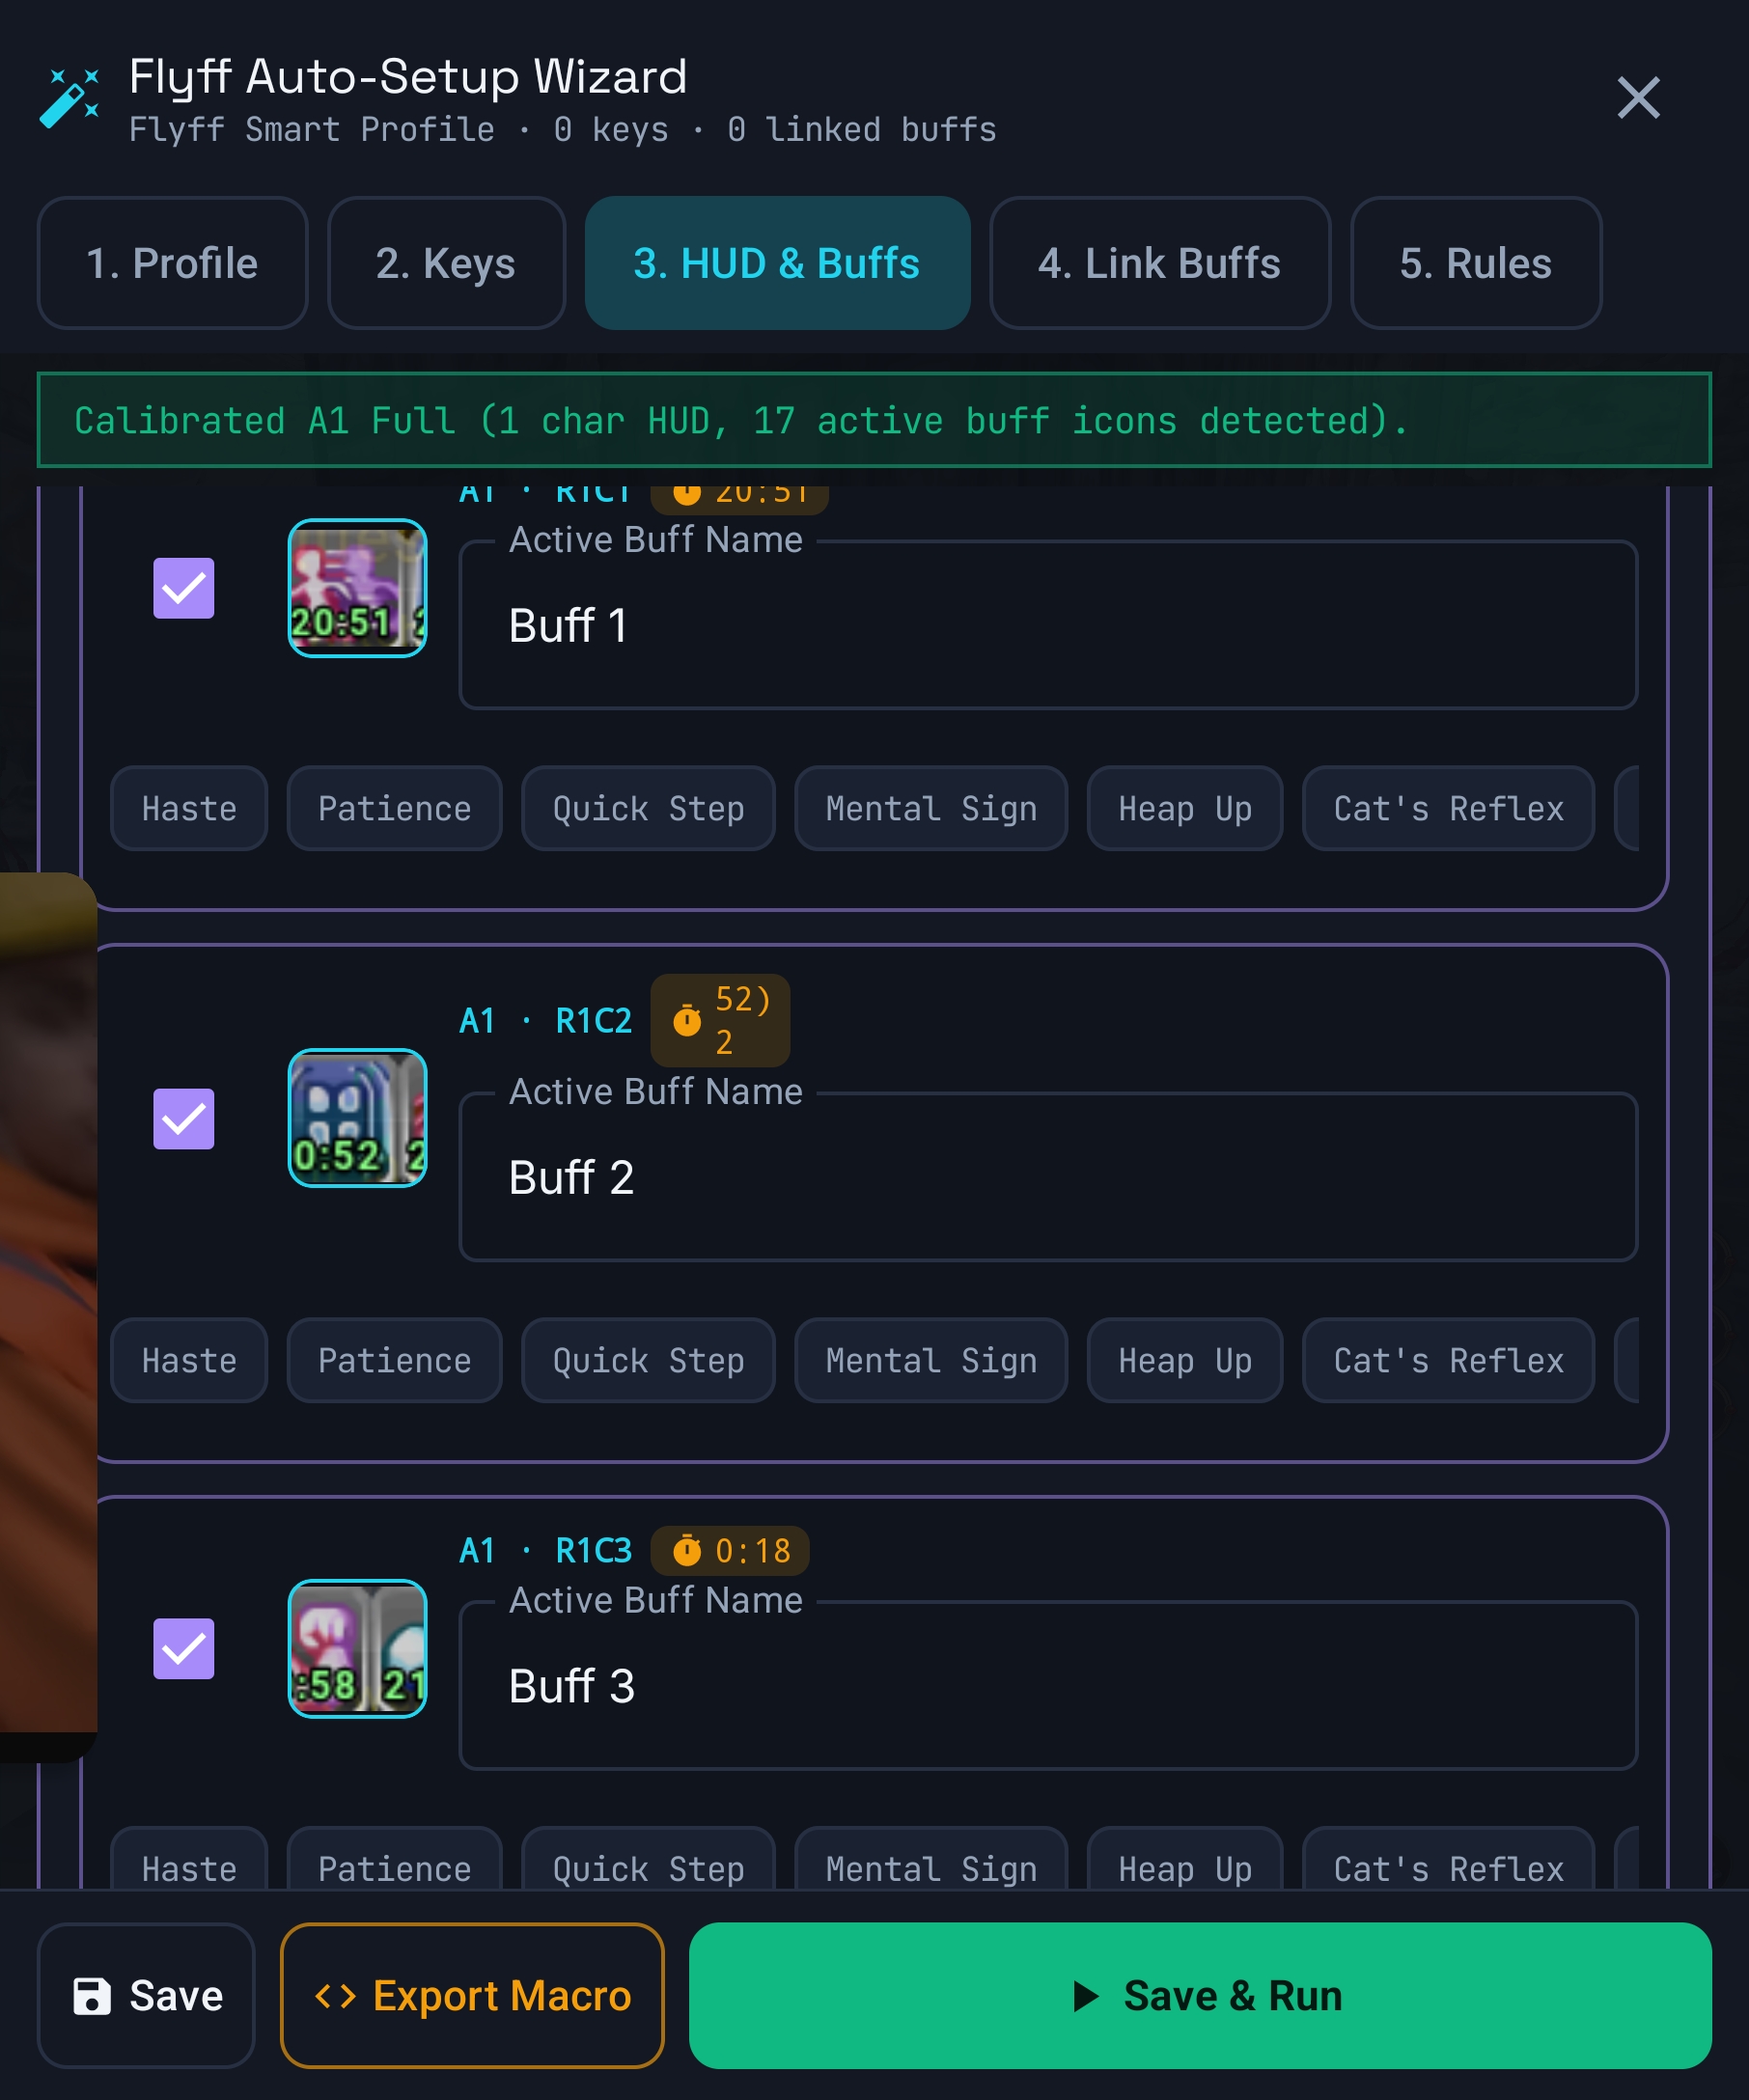 Flyff Auto-Setup Wizard
Flyff Smart Profile · 0 keys · 0 linked buffs
1. Profile
2. Keys
3. HUD & Buffs
4. Link Buffs
5. Rules
Calibrated A1 Full (1 char HUD, 17 active buff icons detected).
A1 · R1C1
20:51
Active Buff Name
20:51
Buff 1
Haste
Patience
Quick Step
Mental Sign
Heap Up
Cat's Reflex
A1 · R1C2
52)
2
Active Buff Name
0:52 2
Buff 2
Haste
Patience
Quick Step
Mental Sign
Heap Up
Cat's Reflex
A1 · R1C3
0:18
Active Buff Name
:58 21
Buff 3
Haste
Patience
Quick Step
Mental Sign
Heap Up
Cat's Reflex
Save
<> Export Macro
Save & Run